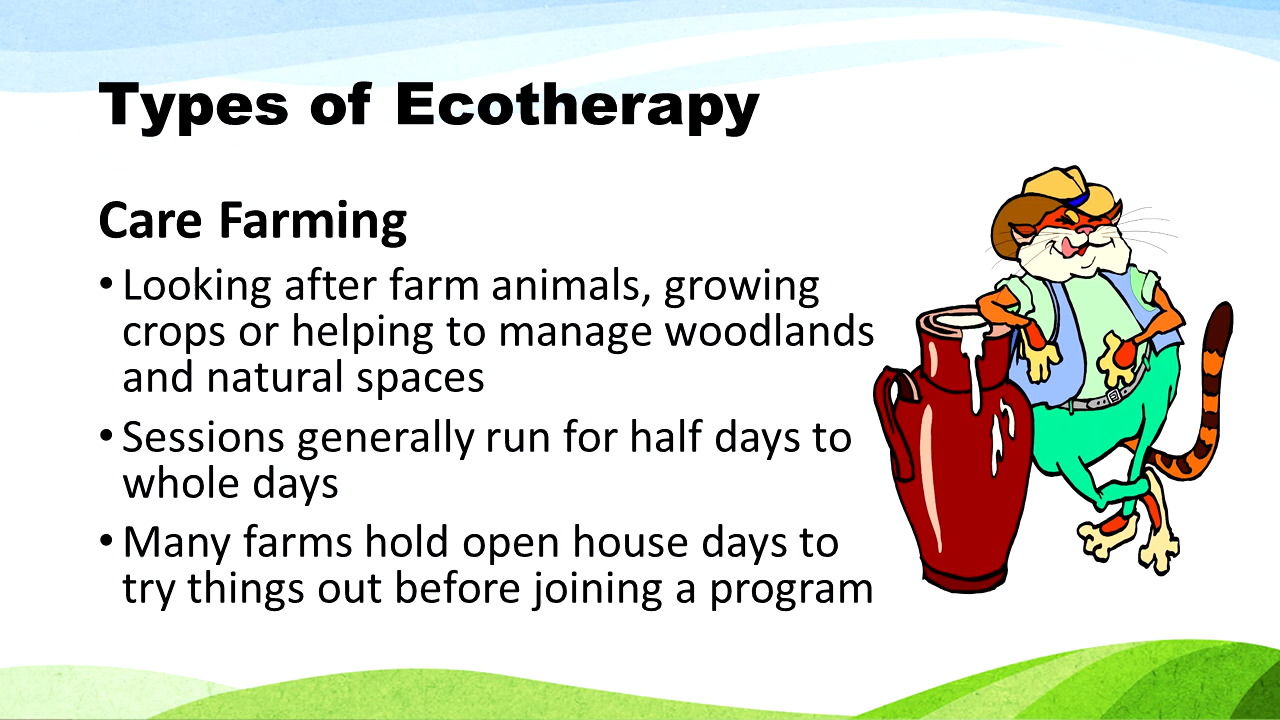 Types of Ecotherapy
Care Farming
• Looking after farm animals, growing
crops or helping to manage woodlands
and natural spaces
• Sessions generally run for half days to
whole days
• Many farms hold open house days to
try things out before joining a program